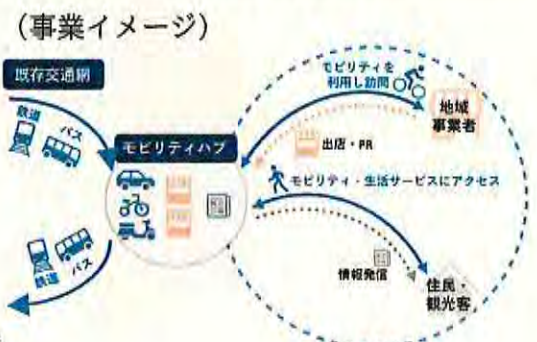 (事業イメージ)
既存交通網
鉄道
バス
モビリティハブ
鉄道
バス
モビリティを
利用し訪問
地域
事業者
出店・PR
モビリティ・生活サービスにアクセス
情報発信
住民・
観光客